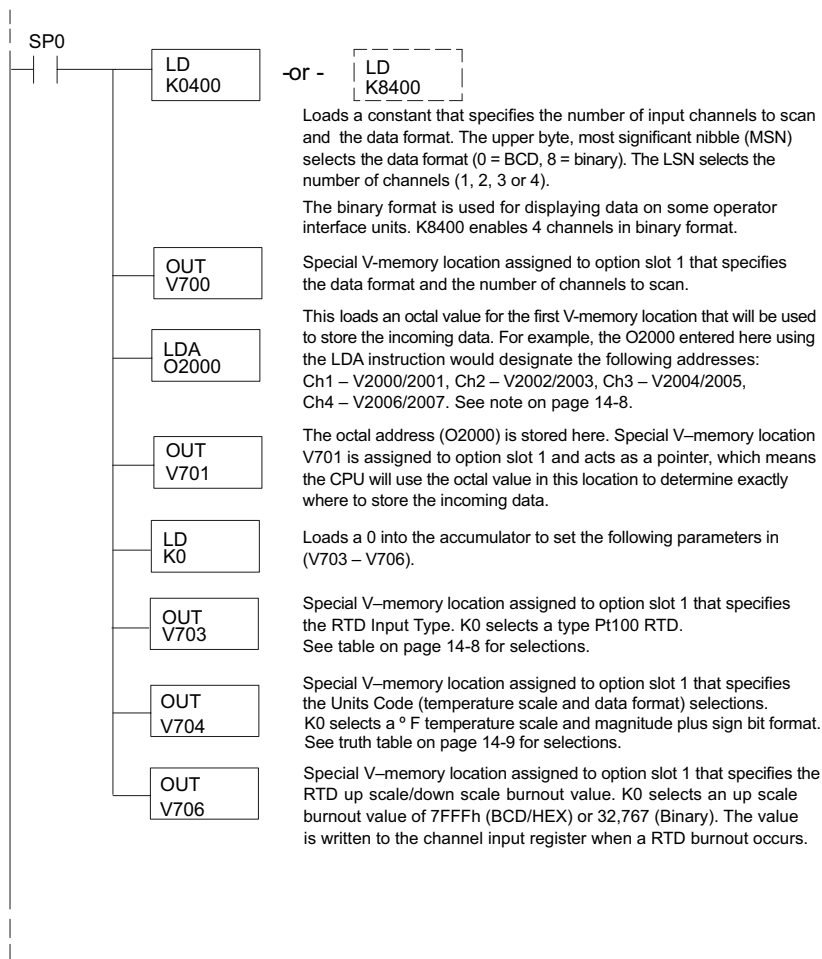 SP0
LD
K0400
-or -
LD
K8400
Loads a constant that specifies the number of input channels to scan
and the data format. The upper byte, most significant nibble (MSN)
selects the data format (0 = BCD, 8 = binary). The LSN selects the
number of channels (1, 2, 3 or 4).
The binary format is used for displaying data on some operator
interface units. K8400 enables 4 channels in binary format.
OUT
V700
Special V-memory location assigned to option slot 1 that specifies
the data format and the number of channels to scan.
LDA
O2000
This loads an octal value for the first V-memory location that will be used
to store the incoming data. For example, the O2000 entered here using
the LDA instruction would designate the following addresses:
Ch1 – V2000/2001, Ch2 – V2002/2003, Ch3 – V2004/2005,
Ch4 – V2006/2007. See note on page 14-8.
OUT
V701
The octal address (O2000) is stored here. Special V–memory location
V701 is assigned to option slot 1 and acts as a pointer, which means
the CPU will use the octal value in this location to determine exactly
where to store the incoming data.
LD
K0
Loads a 0 into the accumulator to set the following parameters in
(V703 – V706).
OUT
V703
Special V–memory location assigned to option slot 1 that specifies
the RTD Input Type. K0 selects a type Pt100 RTD.
See table on page 14-8 for selections.
OUT
V704
Special V–memory location assigned to option slot 1 that specifies
the Units Code (temperature scale and data format) selections.
K0 selects a º F temperature scale and magnitude plus sign bit format.
See truth table on page 14-9 for selections.
OUT
V706
Special V–memory location assigned to option slot 1 that specifies the
RTD up scale/down scale burnout value. K0 selects an up scale
burnout value of 7FFFh (BCD/HEX) or 32,767 (Binary). The value
is written to the channel input register when a RTD burnout occurs.